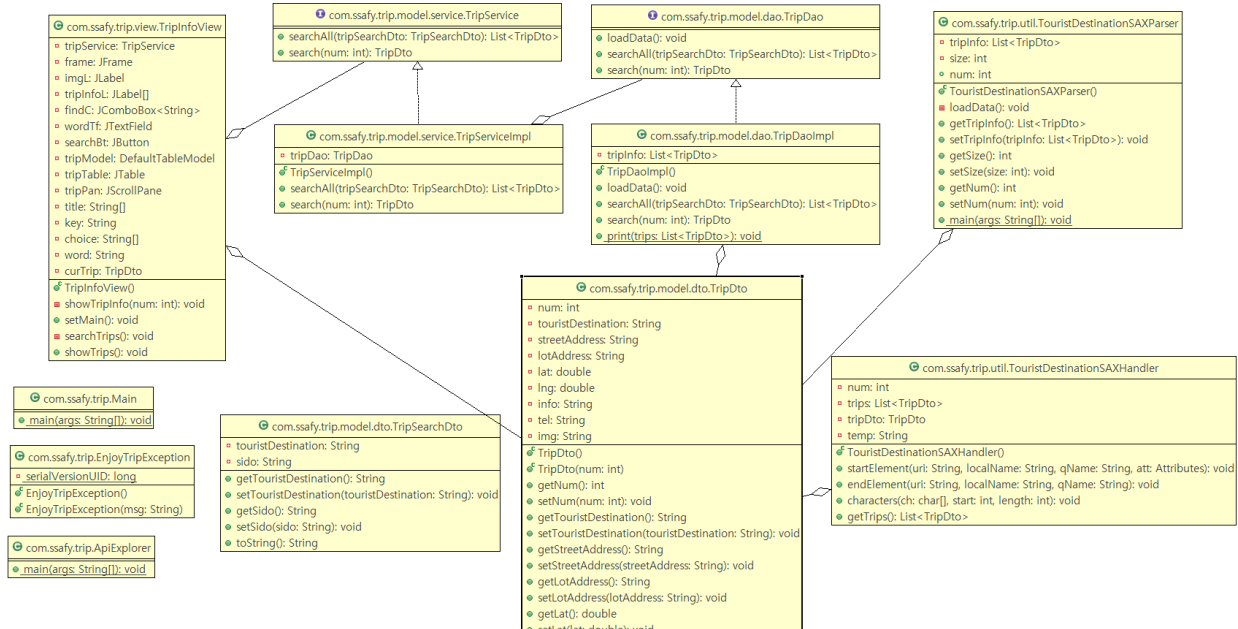 com.ssafy.trip.view.TripInfoView
tripService: TripService
frame: JFrame
imgL: JLabel
tripInfoL: JLabel[]
findC: JComboBox<String>
wordTf: JTextField
searchBt: JButton
tripModel: DefaultTableModel
tripTable: JTable
tripPan: JScrollPane
title: String[]
key: String
choice: String[]
word: String
curTrip: TripDto
TripInfoView()
showTripInfo(num: int): void
setMain(): void
searchTrips(): void
showTrips(): void
com.ssafy.trip.model.service.TripService
searchAll(tripSearchDto: TripSearchDto): List<TripDto>
search(num: int): TripDto
com.ssafy.trip.model.dao.TripDao
loadData(): void
searchAll(tripSearchDto: TripSearchDto): List<TripDto>
search(num: int): TripDto
com.ssafy.trip.util.TouristDestinationSAXParser
tripInfo: List<TripDto>
size: int
num: int
TouristDestinationSAXParser()
loadData(): void
getTripInfo(): List<TripDto>
setTripInfo(tripInfo: List<TripDto>): void
getSize(): int
setSize(size: int): void
getNum(): int
setNum(num: int): void
main(args: String[]): void
com.ssafy.trip.model.service.TripServiceImpl
tripDao: TripDao
TripServiceImpl()
searchAll(tripSearchDto: TripSearchDto): List<TripDto>
search(num: int): TripDto
com.ssafy.trip.model.dao.TripDaoImpl
tripInfo: List<TripDto>
TripDaoImpl()
loadData(): void
searchAll(tripSearchDto: TripSearchDto): List<TripDto>
search(num: int): TripDto
print(trips: List<TripDto>): void
com.ssafy.trip.model.dto.TripDto
num: int
touristDestination: String
streetAddress: String
lotAddress: String
lat: double
lng: double
info: String
tel: String
img: String
TripDto()
TripDto(num: int)
getNum(): int
setNum(num: int): void
getTouristDestination(): String
setTouristDestination(touristDestination: String): void
getStreetAddress(): String
setStreetAddress(streetAddress: String): void
getLotAddress(): String
setLotAddress(lotAddress: String): void
getLat(): double
setLat(lat: double): void
com.ssafy.trip.util.TouristDestinationSAXHandler
num: int
trips: List<TripDto>
tripDto: TripDto
temp: String
TouristDestinationSAXHandler()
startElement(uri: String, localName: String, qName: String, att: Attributes): void
endElement(uri: String, localName: String, qName: String): void
characters(ch: char[], start: int, length: int): void
getTrips(): List<TripDto>
com.ssafy.trip.Main
main(args: String[]): void
com.ssafy.trip.EnjoyTripException
serialVersionUID: long
EnjoyTripException()
EnjoyTripException(msg: String)
com.ssafy.trip.ApiExplorer
main(args: String[]): void
com.ssafy.trip.model.dto.TripSearchDto
touristDestination: String
sido: String
getTouristDestination(): String
setTouristDestination(touristDestination: String): void
getSido(): String
setSido(sido: String): void
toString(): String